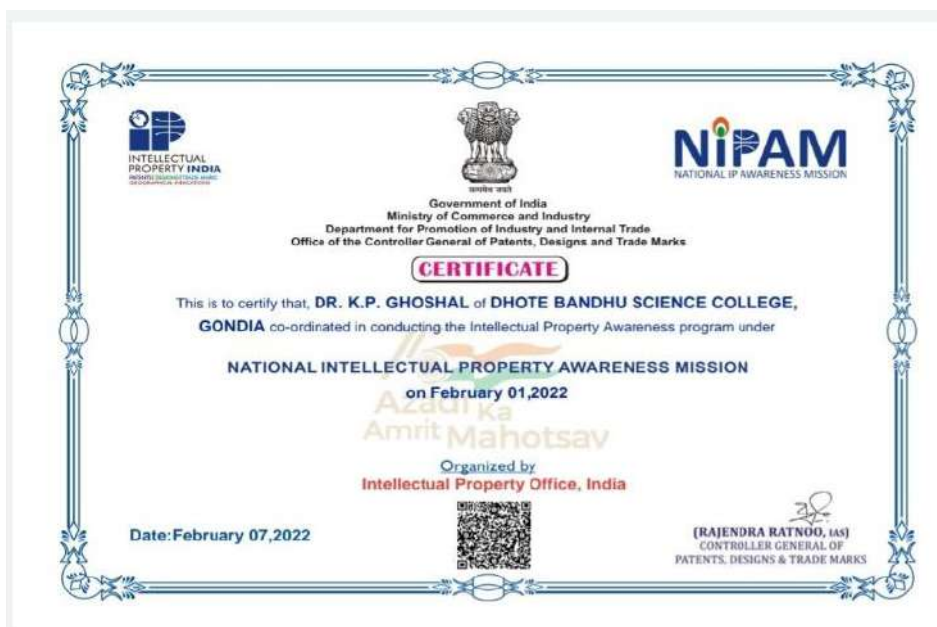 INTELLECTUAL
PROPERTY INDIA
सत्यमेव जयते
NiPAM
NATIONAL IP AWARENESS MISSION
Government of India
Ministry of Commerce and Industry
Department for Promotion of Industry and Internal Trade
Office of the Controller General of Patents, Designs and Trade Marks
CERTIFICATE
This is to certify that, DR. K.P. GHOSHAL of DHOTE BANDHU SCIENCE COLLEGE,
GONDIA co-ordinated in conducting the Intellectual Property Awareness program under
NATIONAL INTELLECTUAL PROPERTY AWARENESS MISSION
on February 01,2022
Azadi Ka
Amrit Mahotsav
Organized by
Intellectual Property Office, India
Date:February 07,2022
(RAJENDRA RATNOO, IAS)
CONTROLLER GENERAL OF
PATENTS, DESIGNS & TRADE MARKS